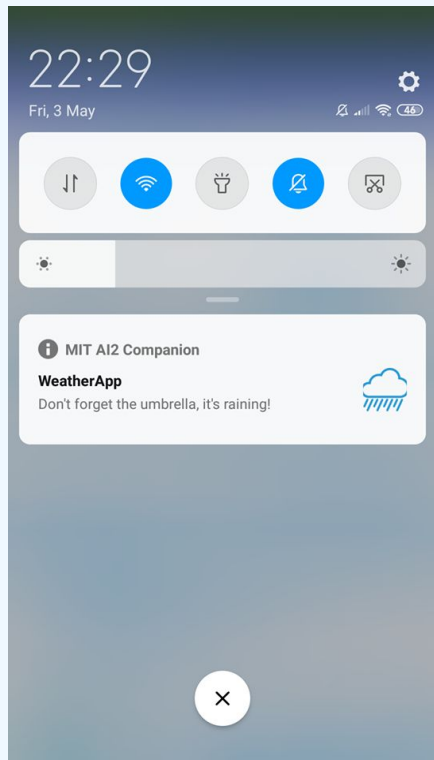 22:29
Fri, 3 May
46
MIT AI2 Companion
WeatherApp
Don't forget the umbrella, it's raining!